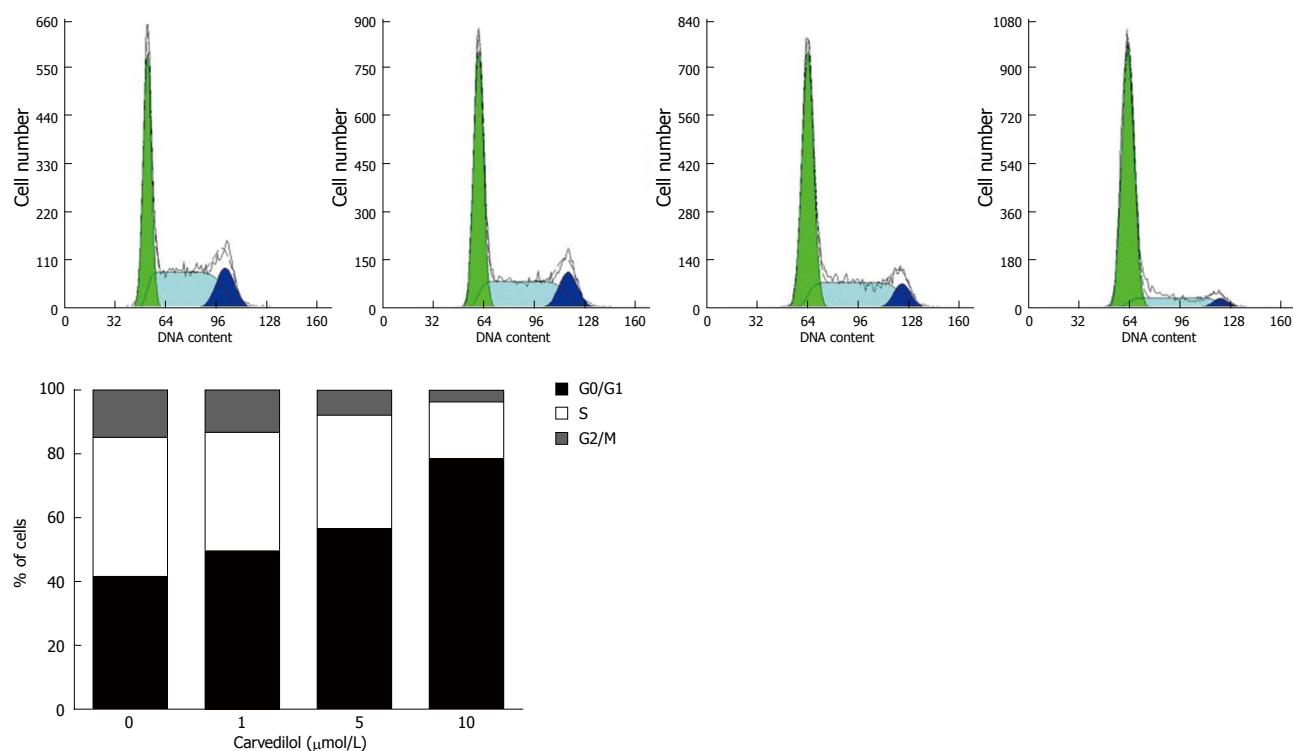 660
550
440
330
220
110
0
Cell number
0 32 64 96 128 160
DNA content
900
750
600
450
300
150
0
Cell number
0 32 64 96 128 160
DNA content
840
700
560
420
280
140
0
Cell number
0 32 64 96 128 160
DNA content
1080
900
720
540
360
180
0
Cell number
0 32 64 96 128 160
DNA content
100
80
60
40
20
0
% of cells
0 1 5 10
Carvedilol (μmol/L)
G0/G1
S
G2/M